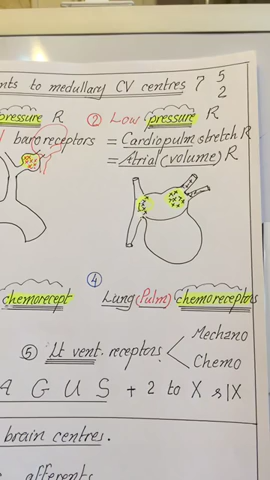 nts to medullary CV centres 7 5
2
pressure R ② Low pressure R
baroreceptors = Cardiopulm stretch R
= Atrial (volume) R
chemorecept ④ Lung (Pulm) chemoreceptors
Mechano
⑤ Lt vent. receptors
Chemo
A G U S + 2 to X & IX
brain centres.
afferents